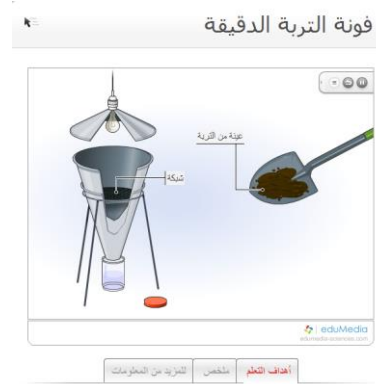 فونة التربة الدقيقة
عينة من التربة
شبكة
eduMedia
edumedia-sciences.com
أهداف التعلم
ملخص
للمزيد من المعلومات